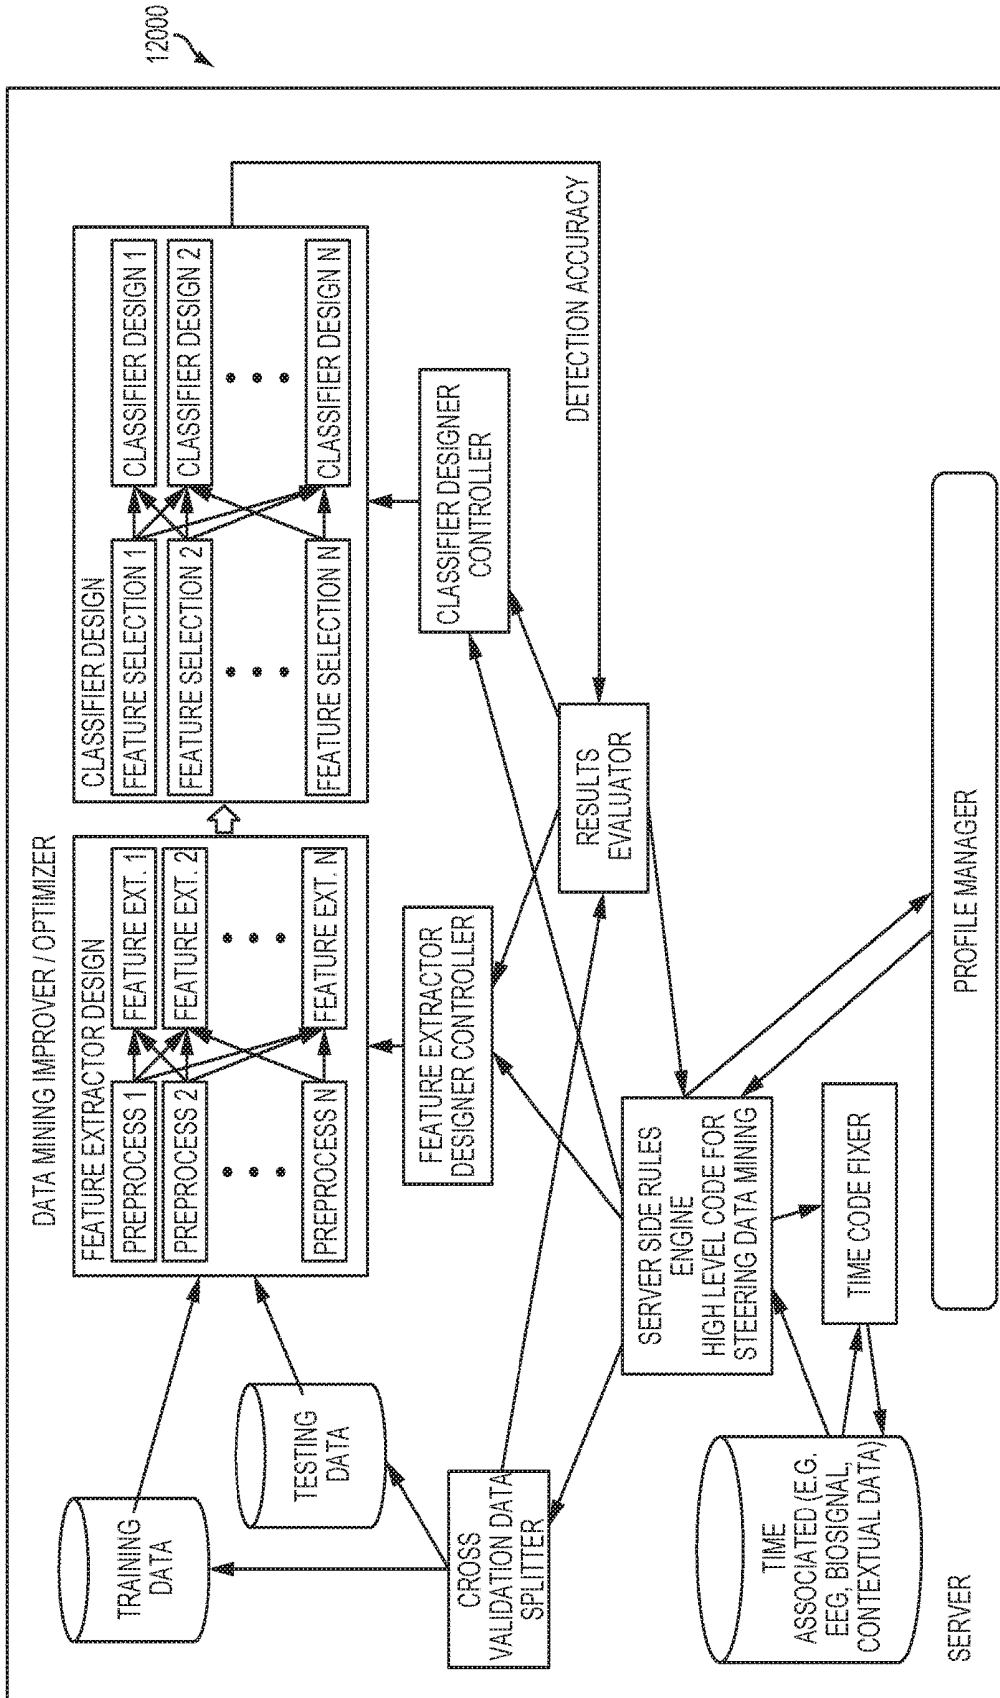 12000
DATA MINING IMPROVER / OPTIMIZER
TRAINING
DATA
TESTING
DATA
FEATURE EXTRACTOR DESIGN
PREPROCESS 1
FEATURE EXT. 1
PREPROCESS 2
FEATURE EXT. 2
PREPROCESS N
FEATURE EXT. N
CLASSIFIER DESIGN
FEATURE SELECTION 1
CLASSIFIER DESIGN 1
FEATURE SELECTION 2
CLASSIFIER DESIGN 2
FEATURE SELECTION N
CLASSIFIER DESIGN N
CROSS
VALIDATION DATA
SPLITTER
FEATURE EXTRACTOR
DESIGNER CONTROLLER
CLASSIFIER DESIGNER
CONTROLLER
RESULTS
EVALUATOR
DETECTION ACCURACY
SERVER SIDE RULES
ENGINE
HIGH LEVEL CODE FOR
STEERING DATA MINING
TIME
ASSOCIATED (E.G.
EEG, BIOSIGNAL,
CONTEXTUAL DATA)
TIME CODE FIXER
PROFILE MANAGER
SERVER